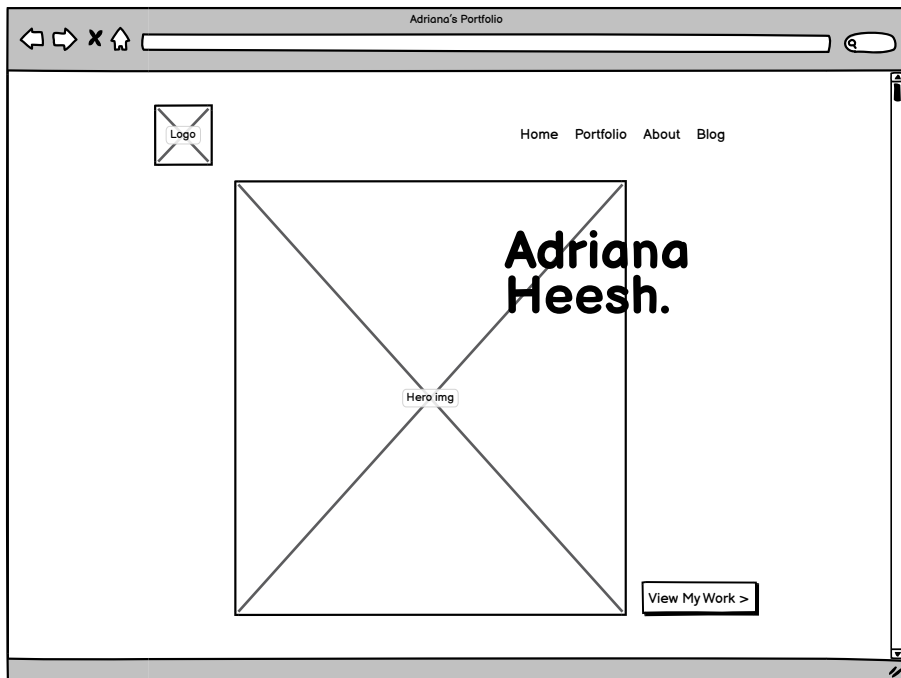 Adriana's Portfolio
Logo
Home Portfolio About Blog
Adriana
Heesh.
Hero img
View My Work >